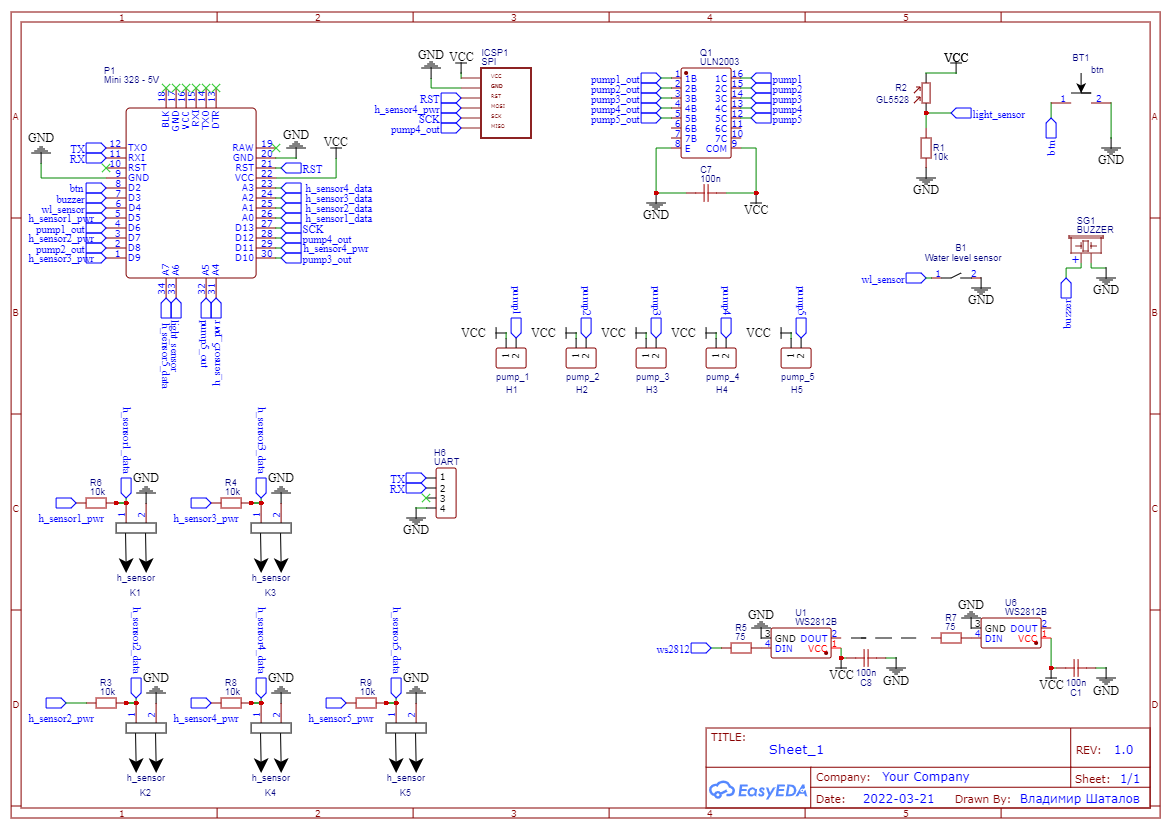 1 2 3 4 5
A
B
C
D
P1
Mini 328 - 5V
18 17 16 15 14 13
BLK GND VCC RXI TXO DTR
GND
TX 12 TXO
RX 11 RXI
10 RST
9 GND
btn 8 D2
buzzer 7 D3
wl_sensor 6 D4
h_sensor1_pwr 5 D5
pump1_out 4 D6
h_sensor2_pwr 3 D7
pump2_out 2 D8
h_sensor3_pwr 1 D9
RAW 19
GND 20 GND
RST 21 RST
VCC 22 VCC
A3 23 h_sensor4_data
A2 24 h_sensor3_data
A1 25 h_sensor2_data
A0 26 h_sensor1_data
D13 27 SCK
D12 28 pump4_out
D11 29 h_sensor4_pwr
D10 30 pump3_out
A7 A6 A5 A4
34 33 32 31
h_sensor5_data
light_sensor
pump5_out
GND VCC
ICSP1
SPI
VCC
GND
RST RST
h_sensor4_pwr MOSI
SCK SCK
pump4_out MISO
Q1
ULN2003
pump1_out 1 1B 1C 16 pump1
pump2_out 2 2B 2C 15 pump2
pump3_out 3 3B 3C 14 pump3
pump4_out 4 4B 4C 13 pump4
pump5_out 5 5B 5C 12 pump5
6 6B 6C 11
7 7B 7C 10
8 E COM 9
C7
100n
GND VCC
VCC
R2
GL5528
light_sensor
R1
10k
GND
BT1
btn
1 2
btn
GND
SG1
BUZZER
+
GND
buzzer
B1
Water level sensor
wl_sensor 1 2
GND
pump1 pump2 pump3 pump4 pump5
VCC VCC VCC VCC VCC
1 2 1 2 1 2 1 2 1 2
pump_1 pump_2 pump_3 pump_4 pump_5
H1 H2 H3 H4 H5
h_sensor1_data
R6
10k
GND
h_sensor1_pwr
1 2
h_sensor
K1
h_sensor3_data
R4
10k
GND
h_sensor3_pwr
1 2
h_sensor
K3
H6
UART
TX 1
RX 2
3
4
GND
h_sensor2_data
R3
10k
GND
h_sensor2_pwr
1 2
h_sensor
K2
h_sensor4_data
R8
10k
GND
h_sensor4_pwr
1 2
h_sensor
K4
h_sensor5_data
R9
10k
GND
h_sensor5_pwr
1 2
h_sensor
K5
ws2812
R5
75
GND
U1
WS2812B
3 GND DOUT 2
4 DIN VCC 1
VCC
100n
C8
GND
R7
75
GND
U6
WS2812B
3 GND DOUT 2
4 DIN VCC 1
VCC
100n
C1
GND
TITLE:
Sheet_1
REV: 1.0
EasyEDA
Company: Your Company
Sheet: 1/1
Date: 2022-03-21 Drawn By: Владимир Шаталов
A
B
C
D
1 2 3 4 5